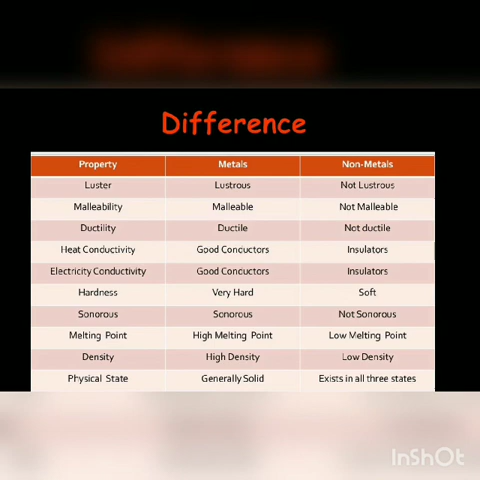 Difference
Property Metals Non-Metals
Luster Lustrous Not Lustrous
Malleability Malleable Not Malleable
Ductility Ductile Not ductile
Heat Conductivity Good Conductors Insulators
Electricity Conductivity Good Conductors Insulators
Hardness Very Hard Soft
Sonorous Sonorous Not Sonorous
Melting Point High Melting Point Low Melting Point
Density High Density Low Density
Physical State Generally Solid Exists in all three states
InShOt